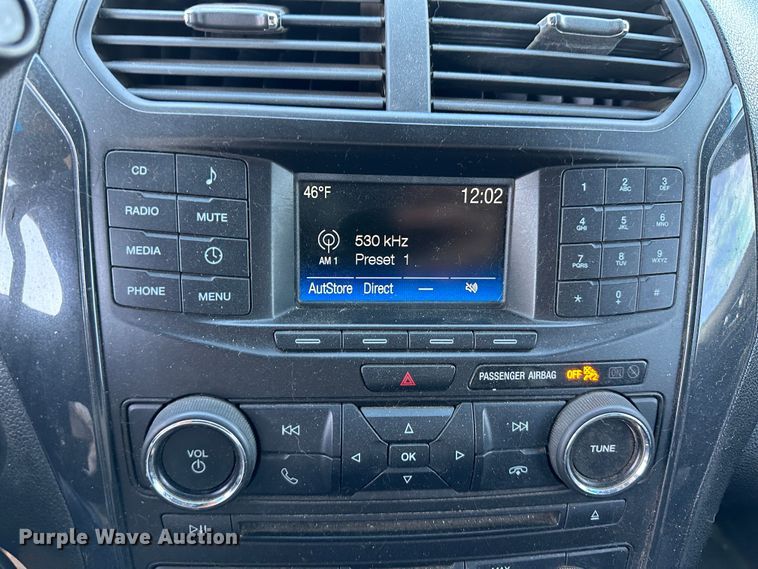 CD
RADIO
MUTE
MEDIA
PHONE
MENU
46°F
12:02
AM 1
530 kHz
Preset 1
AutStore Direct —
1
2 ABC
3 DEF
4 GHI
5 JKL
6 MNO
7 PQRS
8 TUV
9 WXYZ
*
0 +
#
PASSENGER AIRBAG OFF ON
VOL
OK
TUNE
Purple Wave Auction